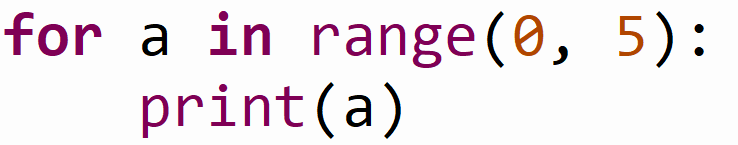 for a in range(0, 5):
    print(a)